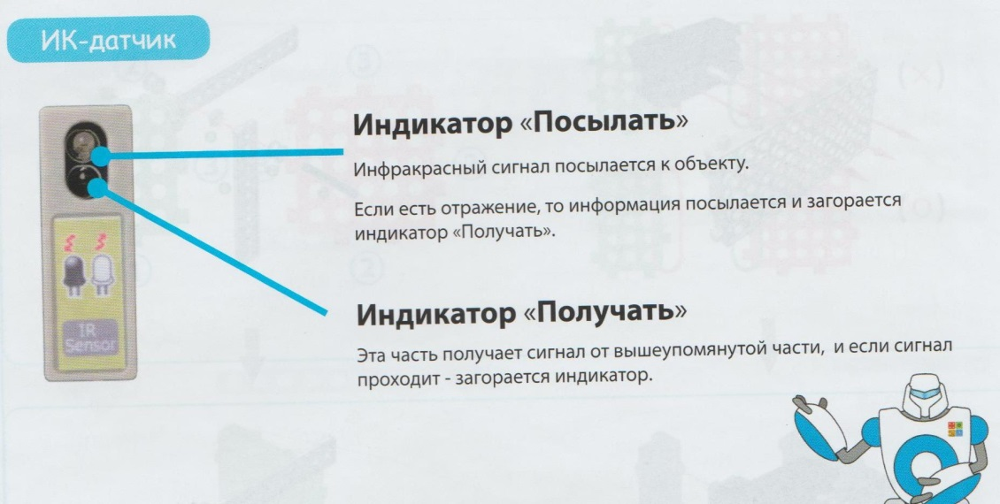 ИК-датчик
Индикатор «Посылать»
Инфракрасный сигнал посылается к объекту.
Если есть отражение, то информация посылается и загорается
индикатор «Получать».
IR
Sensor
Индикатор «Получать»
Эта часть получает сигнал от вышеупомянутой части, и если сигнал
проходит - загорается индикатор.